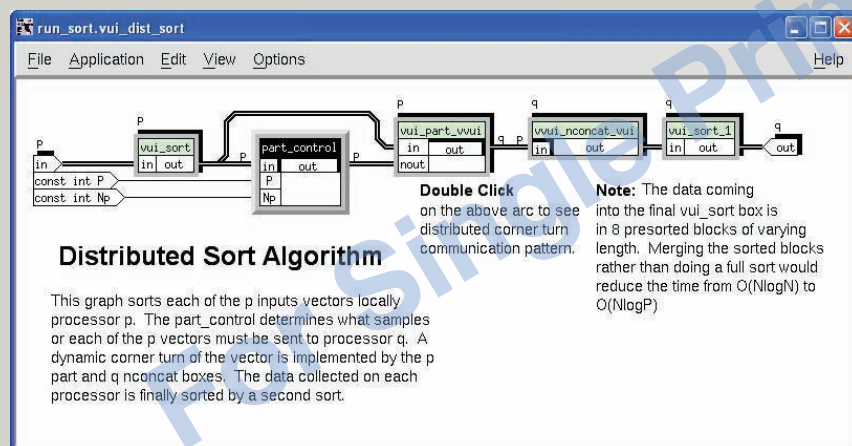 run_sort.vui_dist_sort
File Application Edit View Options Help
P
in
const int P
const int Np
P
vui_sort
in out
P
part_control
in out
P
Np
P
P
vui_part_vvui
in out
nout
q P
q
vvui_nconcat_vui
in out
q
vui_sort_1
in out
q
out
Double Click
on the above arc to see
distributed corner turn
communication pattern.
Note: The data coming
into the final vui_sort box is
in 8 presorted blocks of varying
length. Merging the sorted blocks
rather than doing a full sort would
reduce the time from O(NlogN) to
O(NlogP)
Distributed Sort Algorithm
This graph sorts each of the p inputs vectors locally
processor p. The part_control determines what samples
or each of the p vectors must be sent to processor q. A
dynamic corner turn of the vector is implemented by the p
part and q nconcat boxes. The data collected on each
processor is finally sorted by a second sort.
For Single Prin